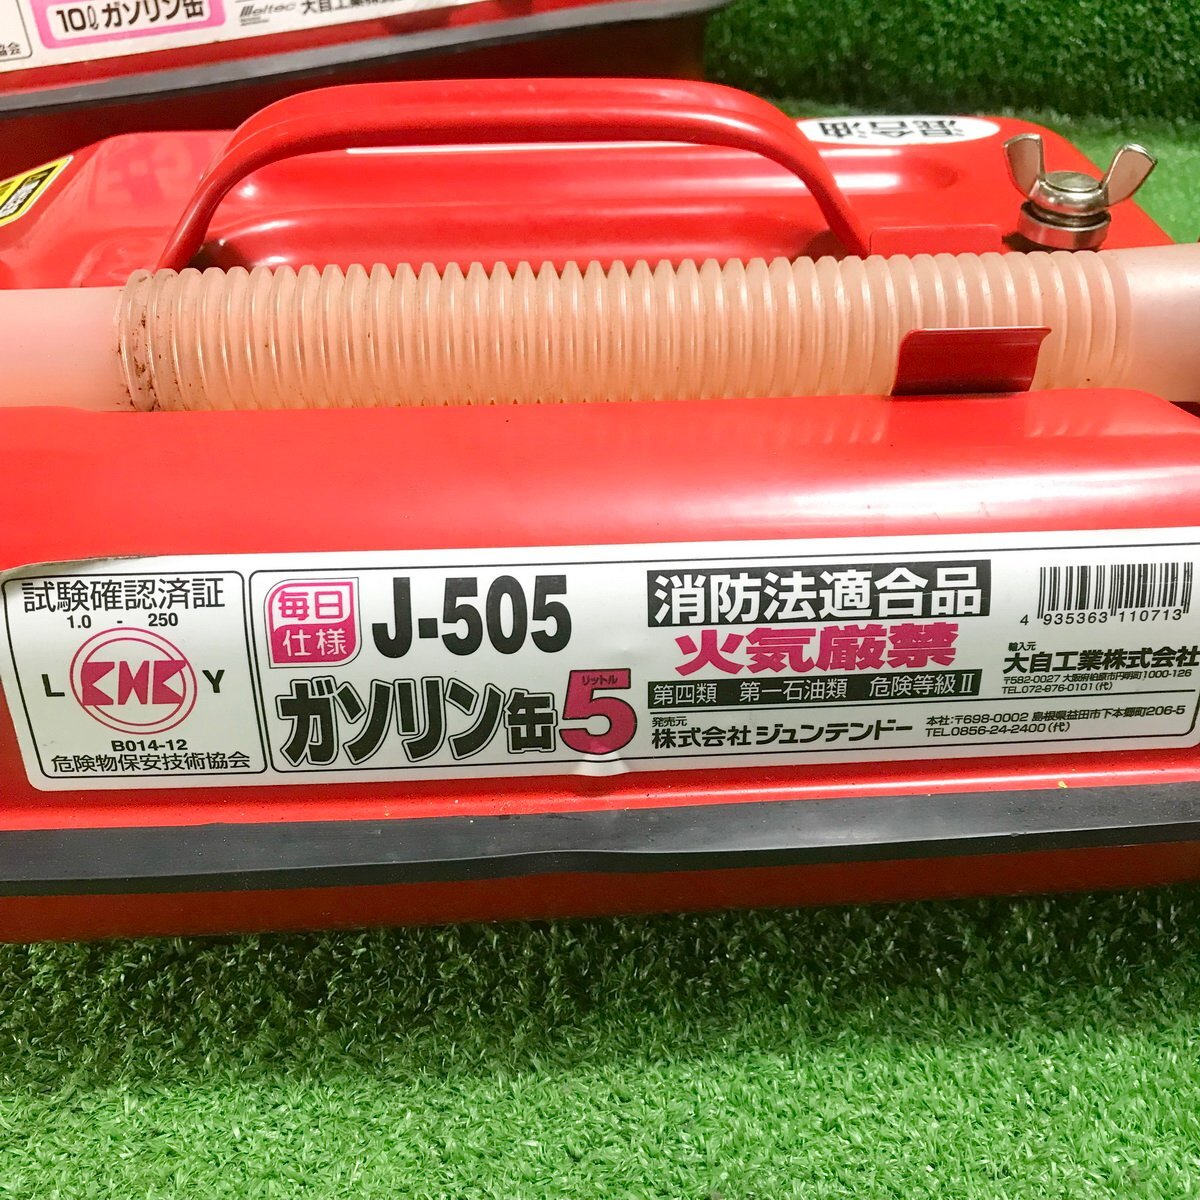 10ℓガソリン缶
Meltec 大自工業株式
協会
混合油
試験確認済証
1.0 - 250
L KHK Y
B014-12
危険物保安技術協会
毎日
仕様
J-505
リットル
ガソリン缶5
消防法適合品
火気厳禁
第四類 第一石油類 危険等級Ⅱ
発売元
株式会社ジュンテンドー
本社:〒698-0002 島根県益田市下本郷町206-5
TEL0856-24-2400(代)
4 935363 110713
輸入元
大自工業株式会社
〒582-0027 大阪府柏原市円明町1000-126
TEL.072-976-0101(代)